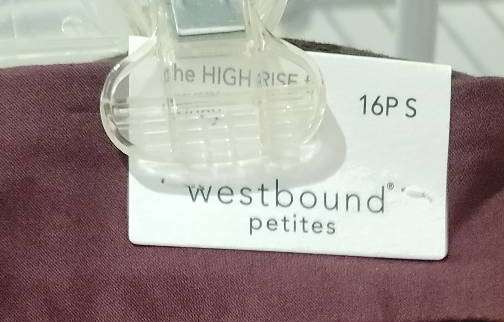 the HIGH RISE
16P S
westbound®
petites